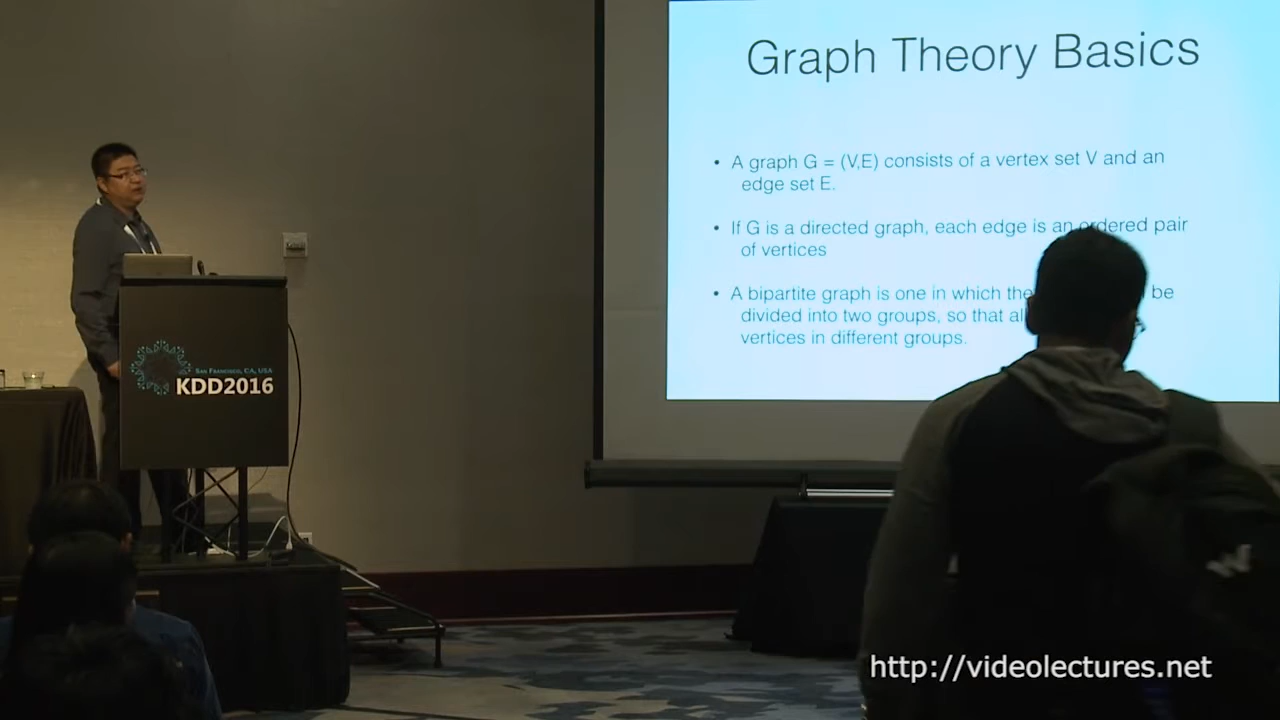 Graph Theory Basics
• A graph G = (V,E) consists of a vertex set V and an
edge set E.
• If G is a directed graph, each edge is an ordered pair
of vertices
• A bipartite graph is one in which the be
divided into two groups, so that al
vertices in different groups.
SAN FRANCISCO, CA, USA
KDD2016
http://videolectures.net